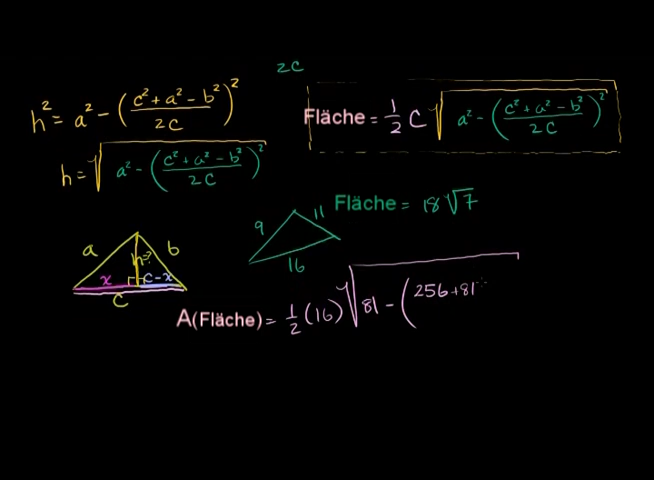 2C
h² = a² - ((c² + a² - b²)/2C)²
Fläche = 1/2 C √(a² - ((c² + a² - b²)/2C)²)
h = √(a² - ((c² + a² - b²)/2C)²)
9 11 16
Fläche = 18√7
a b h=? x c-x C
A(Fläche) = 1/2 (16) √(81 - (256+81